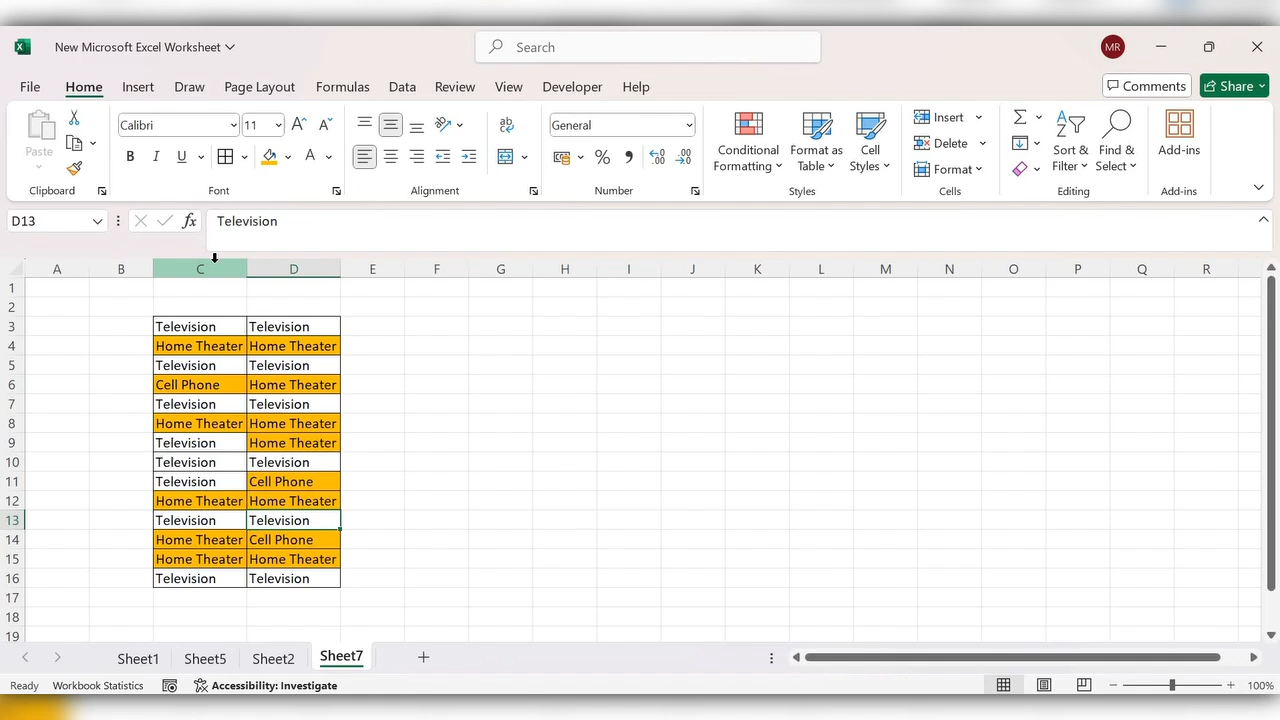 New Microsoft Excel Worksheet
Search
MR
File Home Insert Draw Page Layout Formulas Data Review View Developer Help
Comments Share
Paste
Clipboard
Calibri 11
B I U A
Font
ab
Alignment
General
Number
Conditional Formatting
Format as Table
Cell Styles
Styles
Insert
Delete
Format
Cells
Sort & Filter
Find & Select
Editing
Add-ins
Add-ins
D13 fx Television
A B C D E F G H I J K L M N O P Q R
1
2
3 Television Television
4 Home Theater Home Theater
5 Television Television
6 Cell Phone Home Theater
7 Television Television
8 Home Theater Home Theater
9 Television Home Theater
10 Television Television
11 Television Cell Phone
12 Home Theater Home Theater
13 Television Television
14 Home Theater Cell Phone
15 Home Theater Home Theater
16 Television Television
17
18
19
Sheet1 Sheet5 Sheet2 Sheet7
Ready Workbook Statistics Accessibility: Investigate 100%